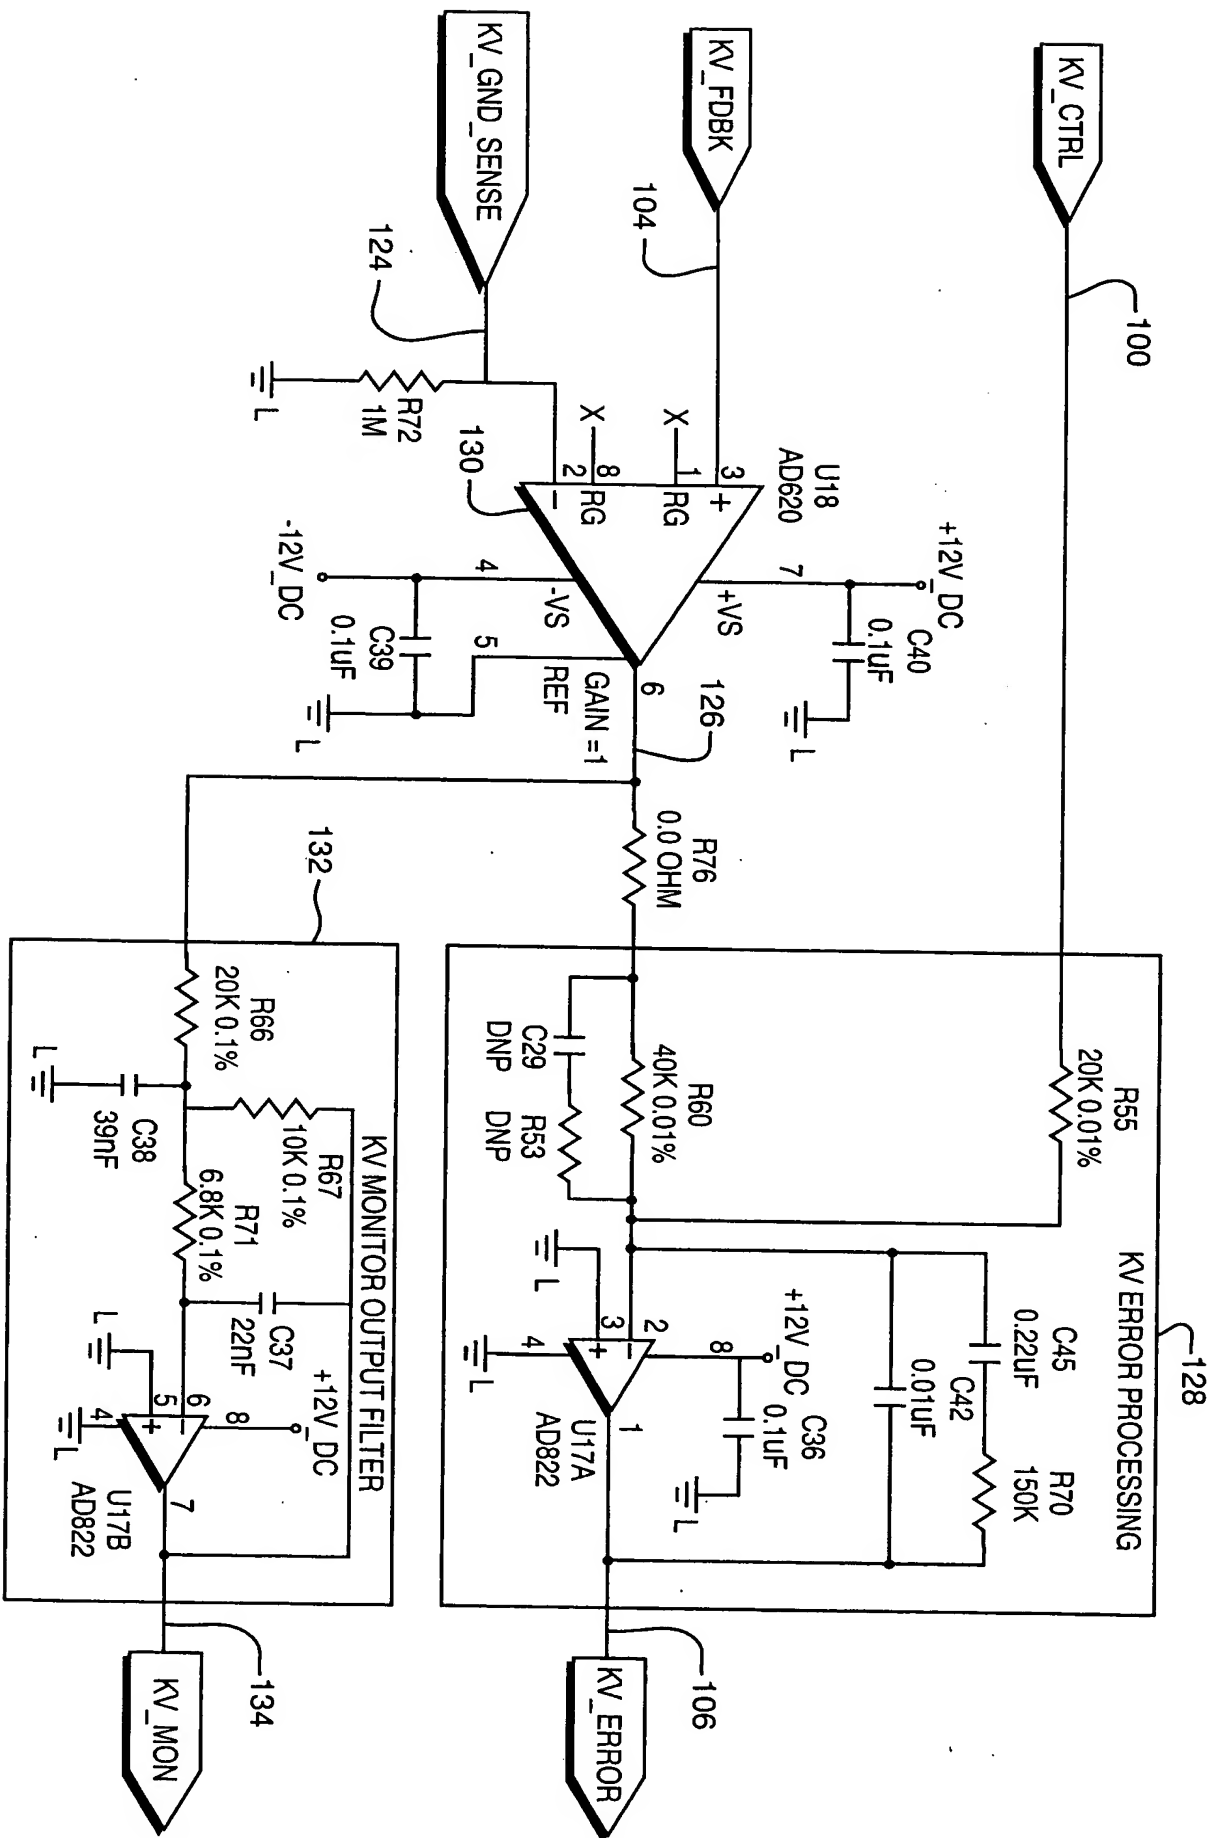 KV_CTRL
100
KV_FDBK
104
KV_GND_SENSE
124
R72
1M
L
130
U18
AD620
3
+
X
1
RG
X
8
RG
2
-
7
+VS
+12V_DC
C40
0.1uF
L
4
-VS
-12V_DC
C39
0.1uF
5
REF
L
GAIN =1
6
126
R76
0.0 OHM
128
KV ERROR PROCESSING
R55
20K 0.01%
R60
40K 0.01%
C29
DNP
R53
DNP
C45
0.22uF
R70
150K
C42
0.01uF
2
-
3
+
L
4
L
8
+12V_DC
C36
0.1uF
L
U17A
AD822
1
106
KV_ERROR
132
KV MONITOR OUTPUT FILTER
R66
20K 0.1%
C38
39nF
L
R67
10K 0.1%
R71
6.8K 0.1%
C37
22nF
6
-
5
+
L
4
L
8
+12V_DC
U17B
AD822
7
134
KV_MON